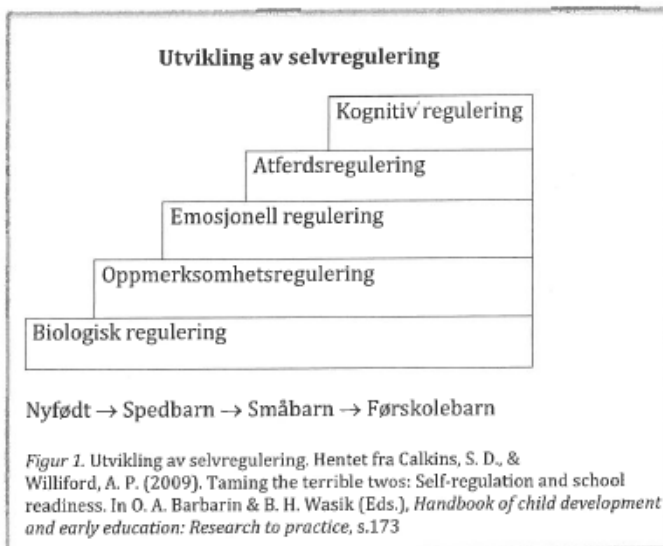 Utvikling av selvregulering
Kognitiv regulering
Atferdsregulering
Emosjonell regulering
Oppmerksomhetsregulering
Biologisk regulering
Nyfødt → Spedbarn → Småbarn → Førskolebarn
Figur 1. Utvikling av selvregulering. Hentet fra Calkins, S. D., &
Williford, A. P. (2009). Taming the terrible twos: Self-regulation and school
readiness. In O. A. Barbarin & B. H. Wasik (Eds.), Handbook of child development
and early education: Research to practice, s.173